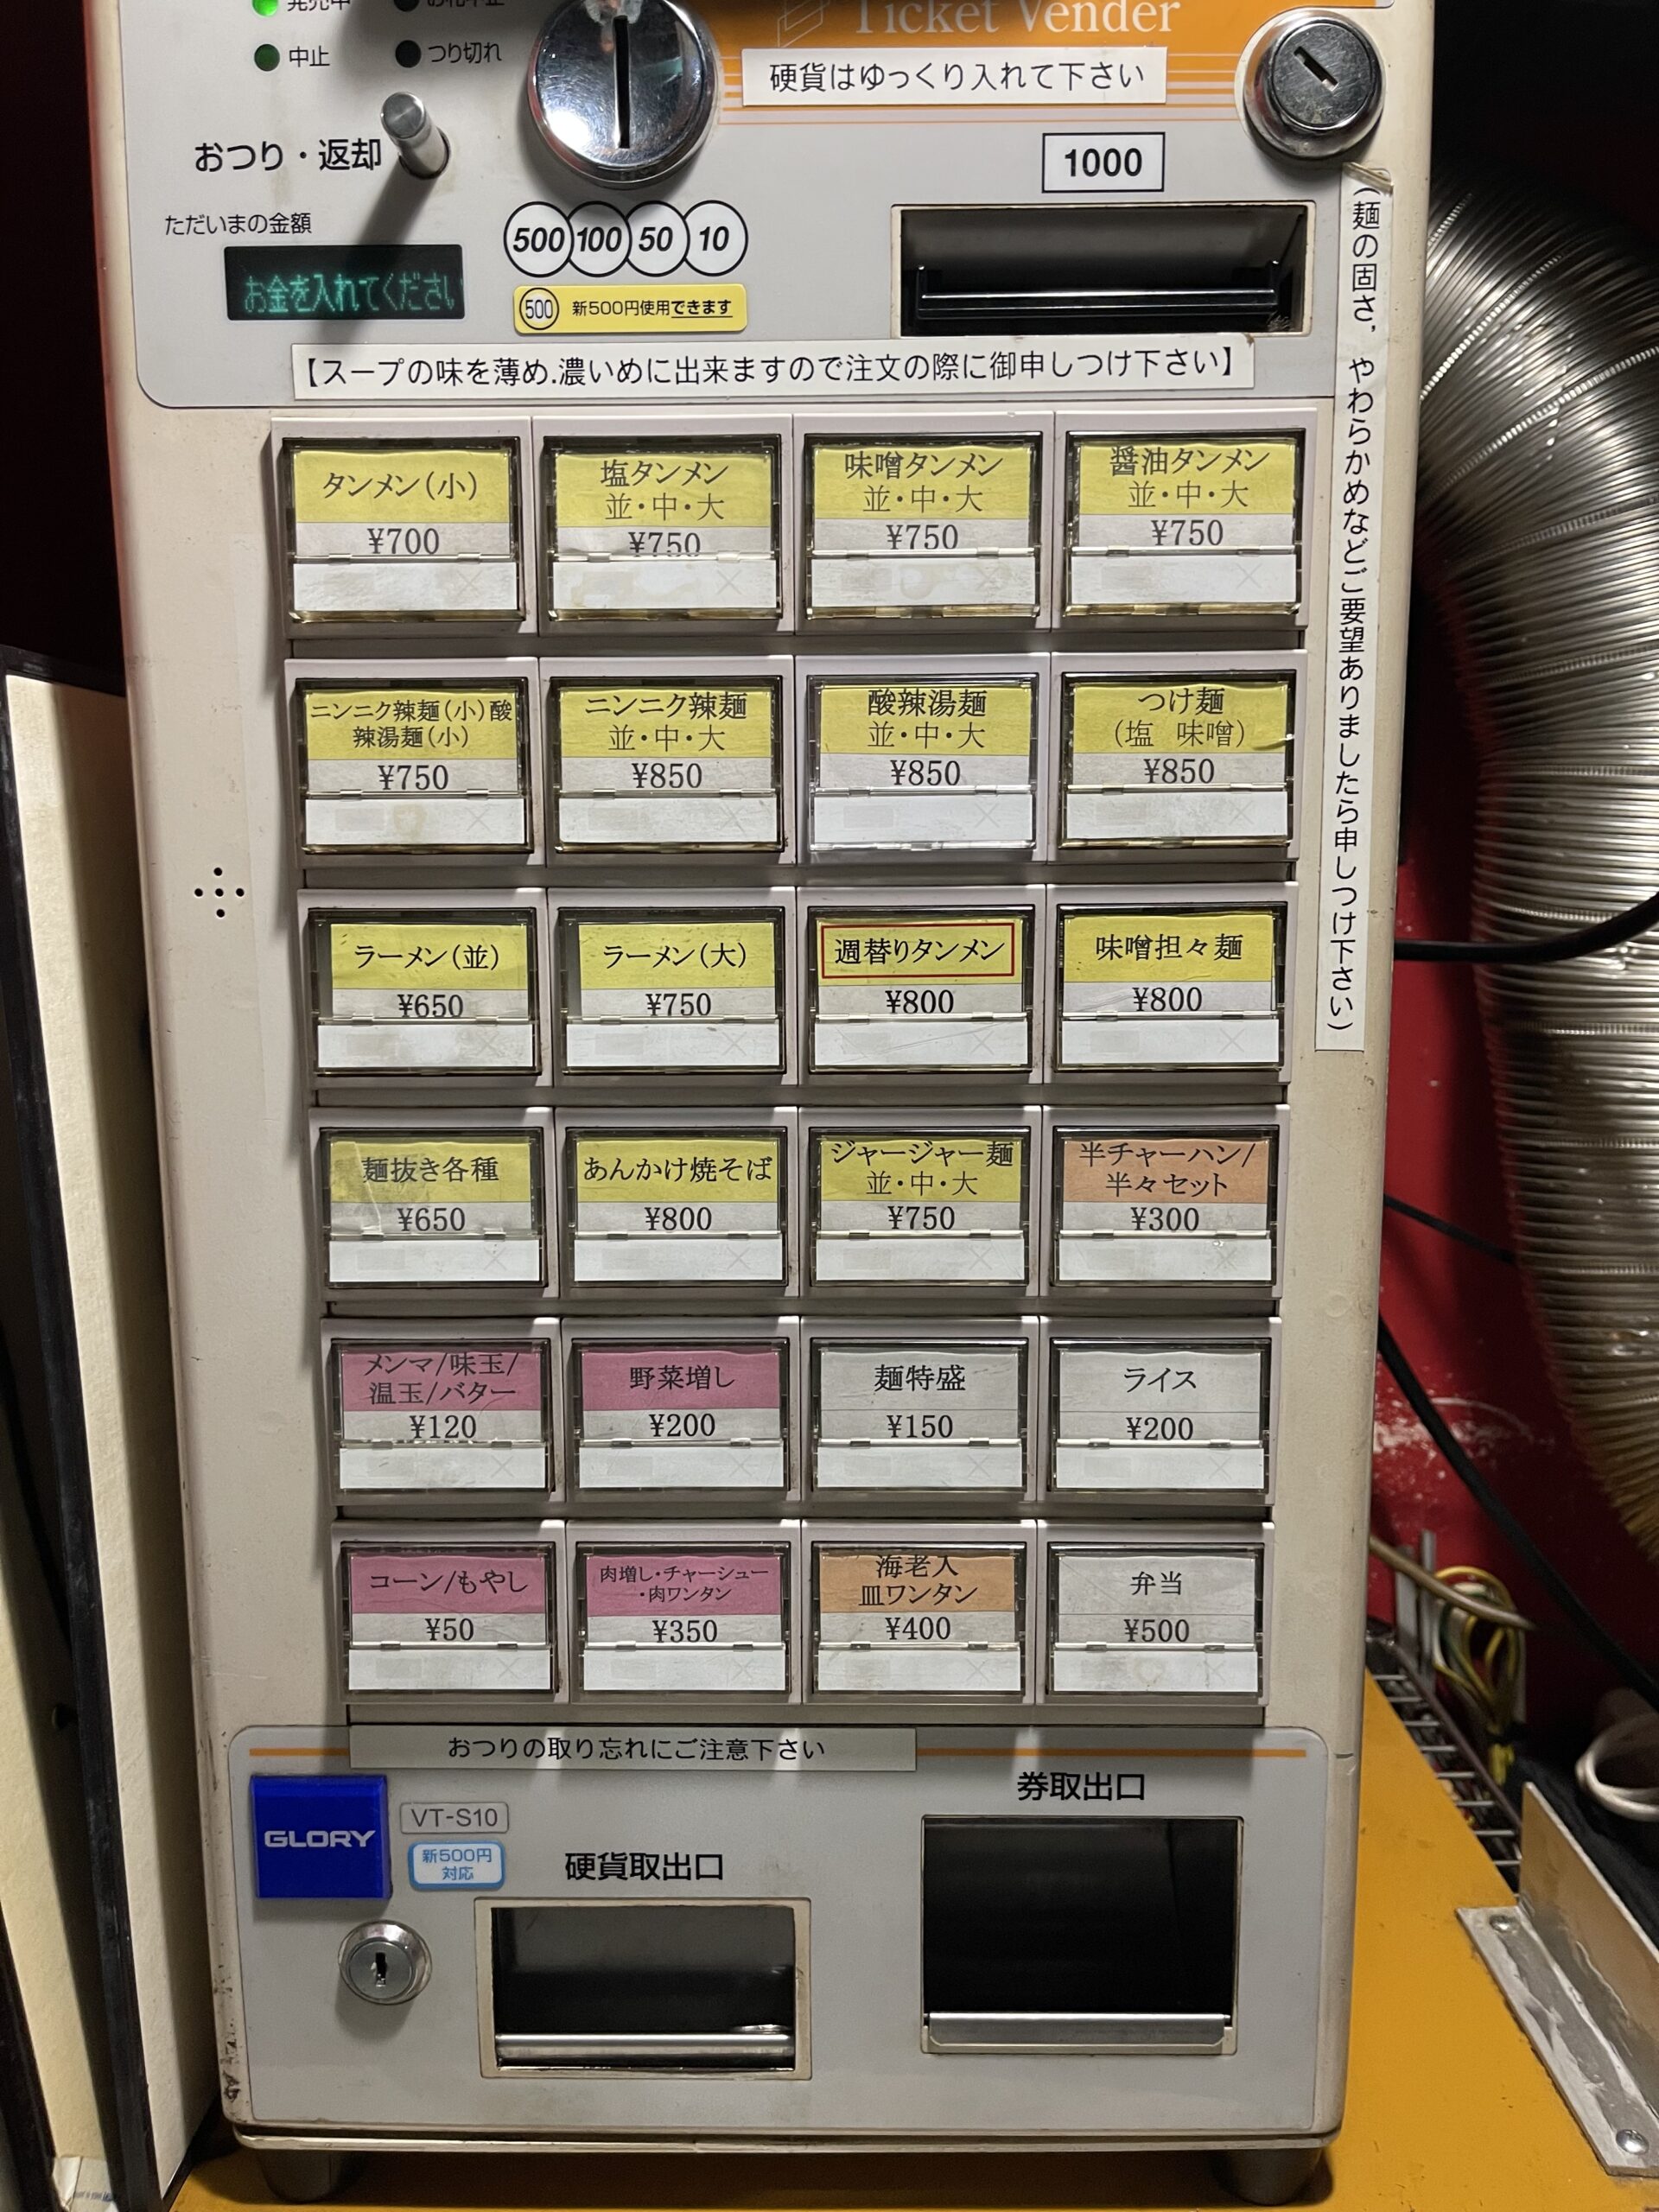 Ticket Vender
中止
つり切れ
硬貨はゆっくり入れて下さい
おつり・返却
1000
ただいまの金額
お金を入れてください
500 100 50 10
500 新500円使用できます
【スープの味を薄め.濃いめに出来ますので注文の際に御申しつけ下さい】
(麺の固さ,やわらかめなどご要望ありましたら申しつけ下さい)
タンメン(小)
¥700
塩タンメン
並・中・大
¥750
味噌タンメン
並・中・大
¥750
醤油タンメン
並・中・大
¥750
ニンニク辣麺(小)酸
辣湯麺(小)
¥750
ニンニク辣麺
並・中・大
¥850
酸辣湯麺
並・中・大
¥850
つけ麺
(塩 味噌)
¥850
ラーメン(並)
¥650
ラーメン(大)
¥750
週替りタンメン
¥800
味噌担々麺
¥800
麺抜き各種
¥650
あんかけ焼そば
¥800
ジャージャー麺
並・中・大
¥750
半チャーハン/
半々セット
¥300
メンマ/味玉/
温玉/バター
¥120
野菜増し
¥200
麺特盛
¥150
ライス
¥200
コーン/もやし
¥50
肉増し・チャーシュー
・肉ワンタン
¥350
海老入
皿ワンタン
¥400
弁当
¥500
おつりの取り忘れにご注意下さい
券取出口
GLORY
VT-S10
新500円
対応
硬貨取出口